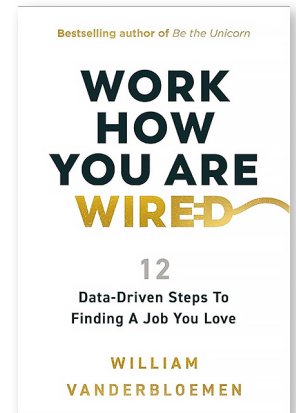 Bestselling author of Be the Unicorn
WORK
HOW
YOU ARE
WIRED
12
Data-Driven Steps To
Finding A Job You Love
WILLIAM
VANDERBLOEMEN